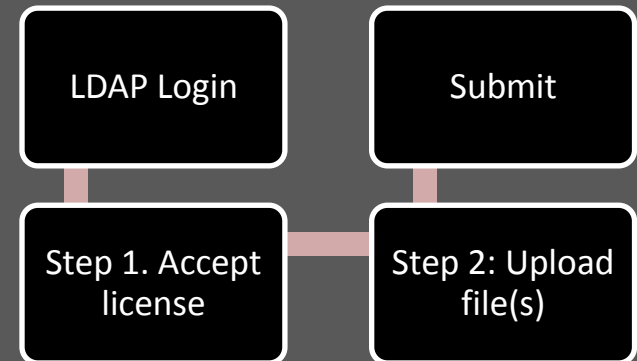 LDAP Login
Step 1. Accept
license
Step 2: Upload
file(s)
Submit